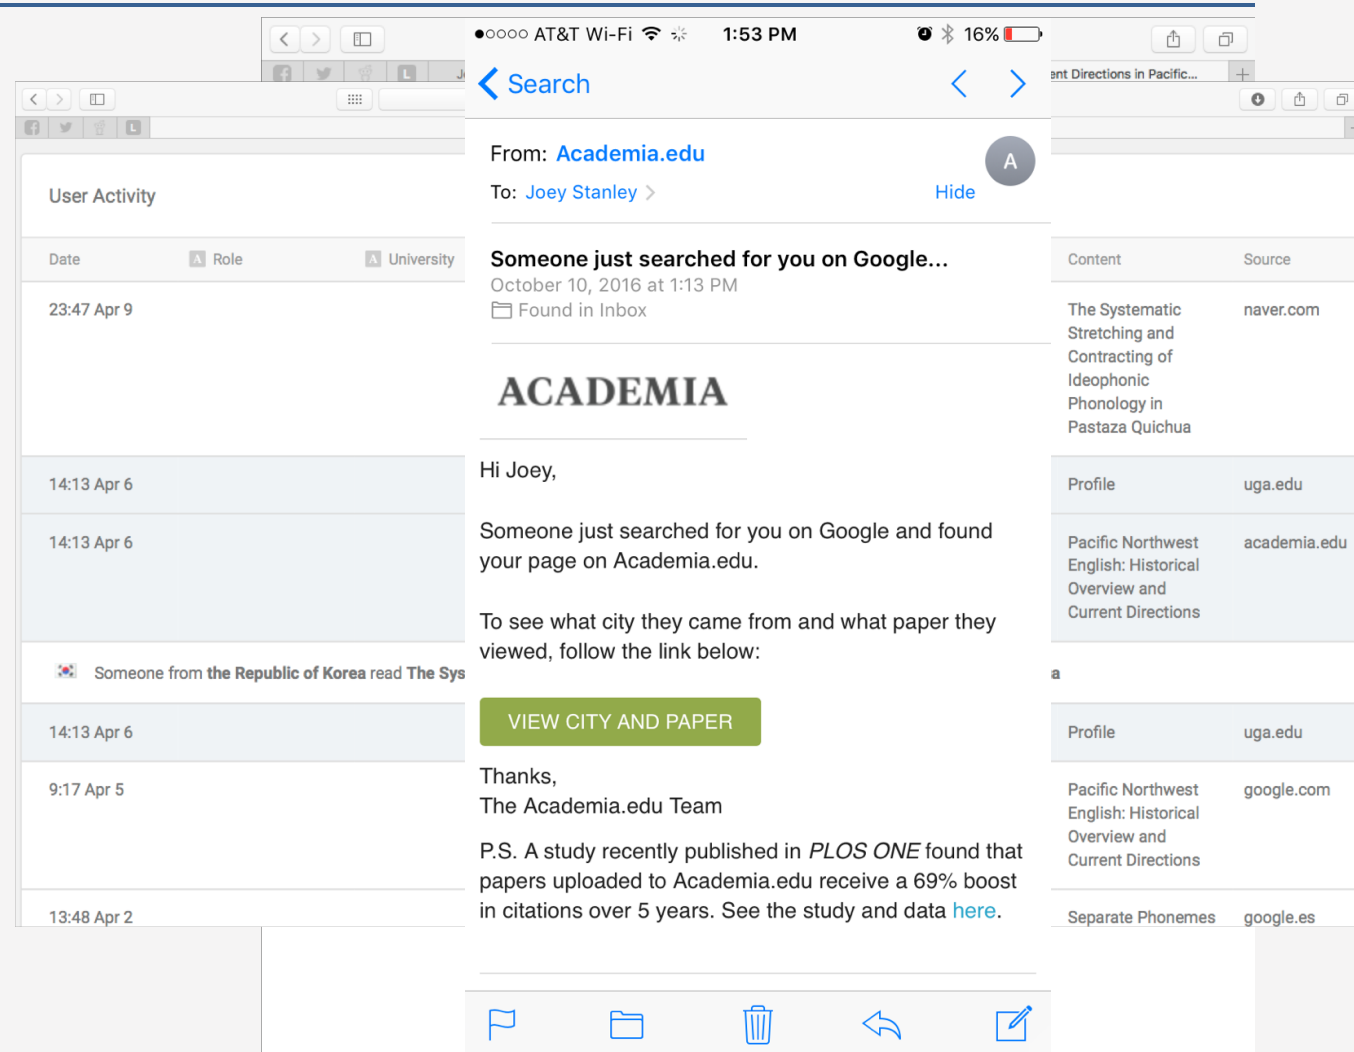 ●○○○○ AT&T Wi-Fi 1:53 PM 16%
Search
ent Directions in Pacific...
From: Academia.edu
A
To: Joey Stanley
Hide
Someone just searched for you on Google...
October 10, 2016 at 1:13 PM
Found in Inbox
ACADEMIA
Hi Joey,
Someone just searched for you on Google and found
your page on Academia.edu.
To see what city they came from and what paper they
viewed, follow the link below:
VIEW CITY AND PAPER
Thanks,
The Academia.edu Team
P.S. A study recently published in PLOS ONE found that
papers uploaded to Academia.edu receive a 69% boost
in citations over 5 years. See the study and data here.
User Activity
Date A Role A University Content Source
23:47 Apr 9
The Systematic
Stretching and
Contracting of
Ideophonic
Phonology in
Pastaza Quichua
naver.com
14:13 Apr 6 Profile uga.edu
14:13 Apr 6
Pacific Northwest
English: Historical
Overview and
Current Directions
academia.edu
Someone from the Republic of Korea read The Sys
a
14:13 Apr 6 Profile uga.edu
9:17 Apr 5
Pacific Northwest
English: Historical
Overview and
Current Directions
google.com
13:48 Apr 2 Separate Phonemes google.es